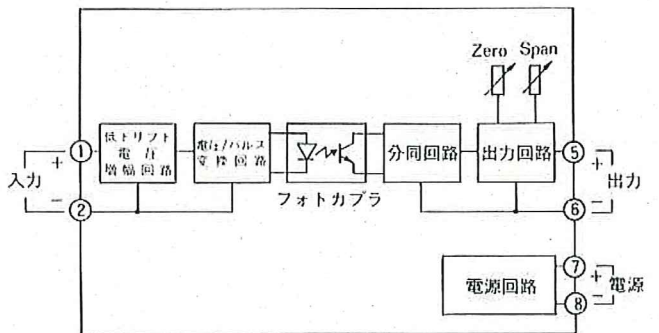 Zero Span
低ドリフト
電圧
増幅回路
電圧/パルス
変換回路
フォトカプラ
分周回路
出力回路
入力
+
−
①
②
⑤
⑥
+
−
出力
電源回路
⑦
⑧
+
−
電源